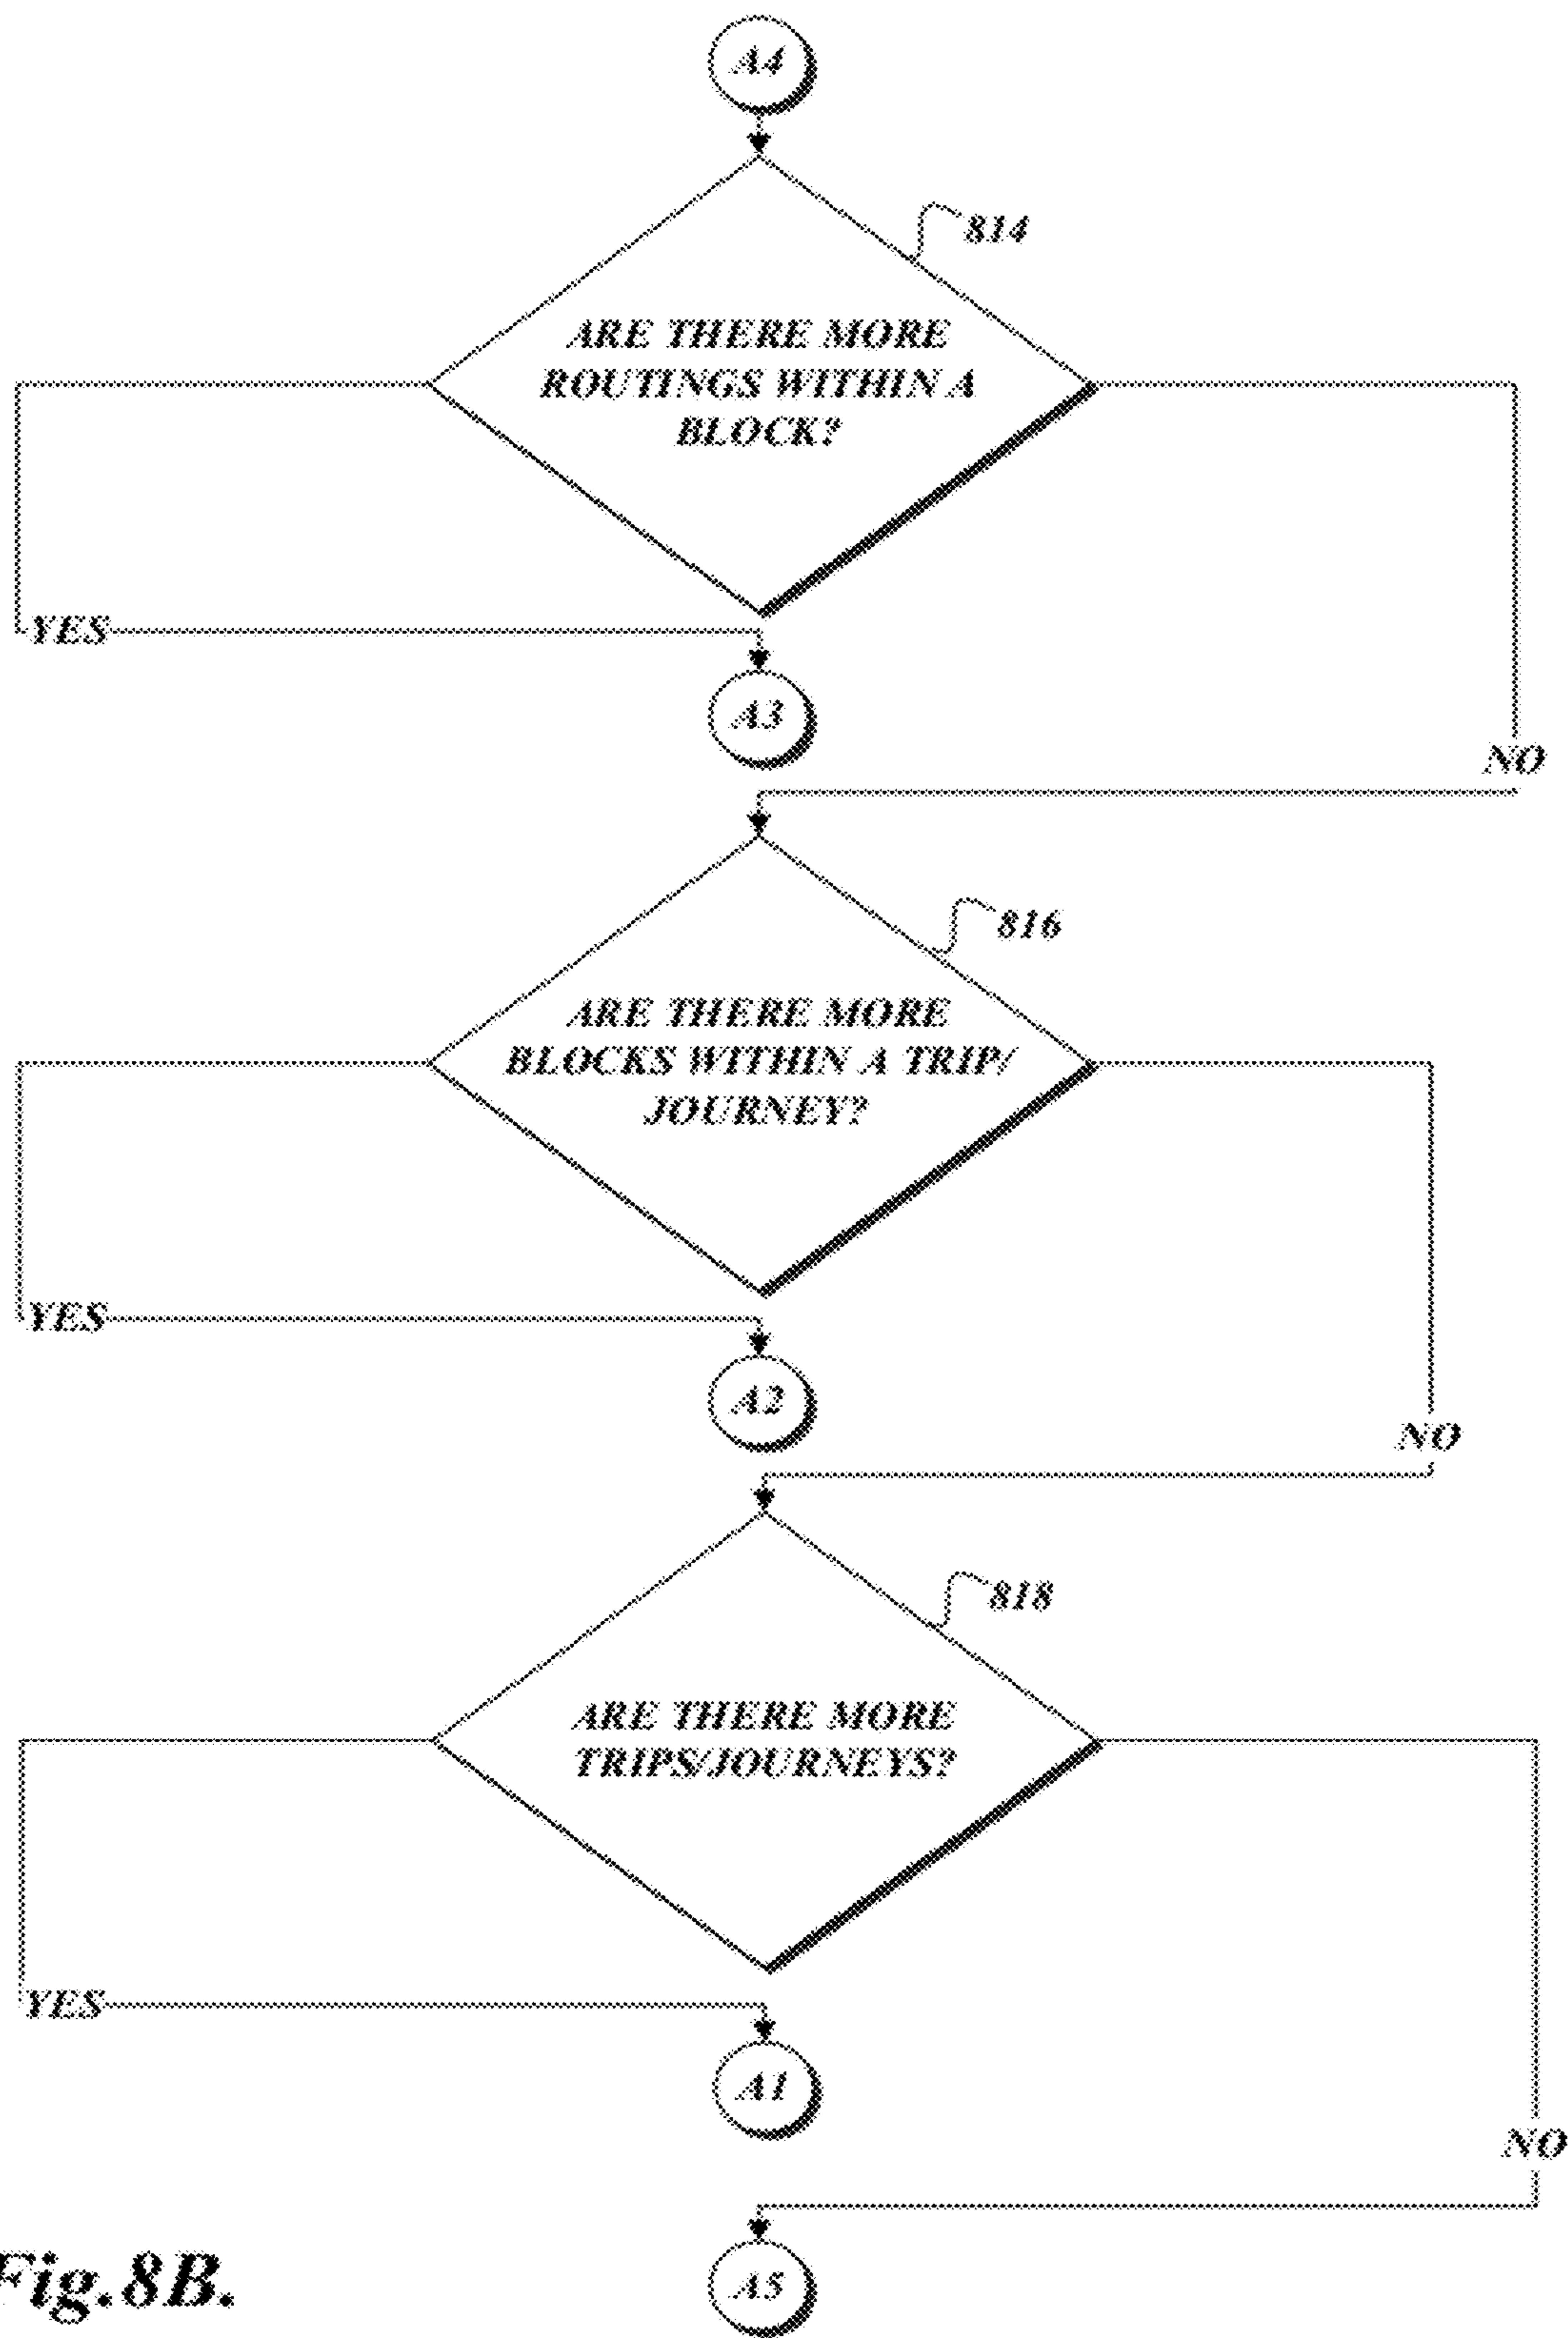 A4
814
ARE THERE MORE
ROUTINGS WITHIN A
BLOCK?
YES
A3
NO
816
ARE THERE MORE
BLOCKS WITHIN A TRIP/
JOURNEY?
YES
A2
NO
818
ARE THERE MORE
TRIPS/JOURNEYS?
YES
A1
NO
A5
Fig.8B.